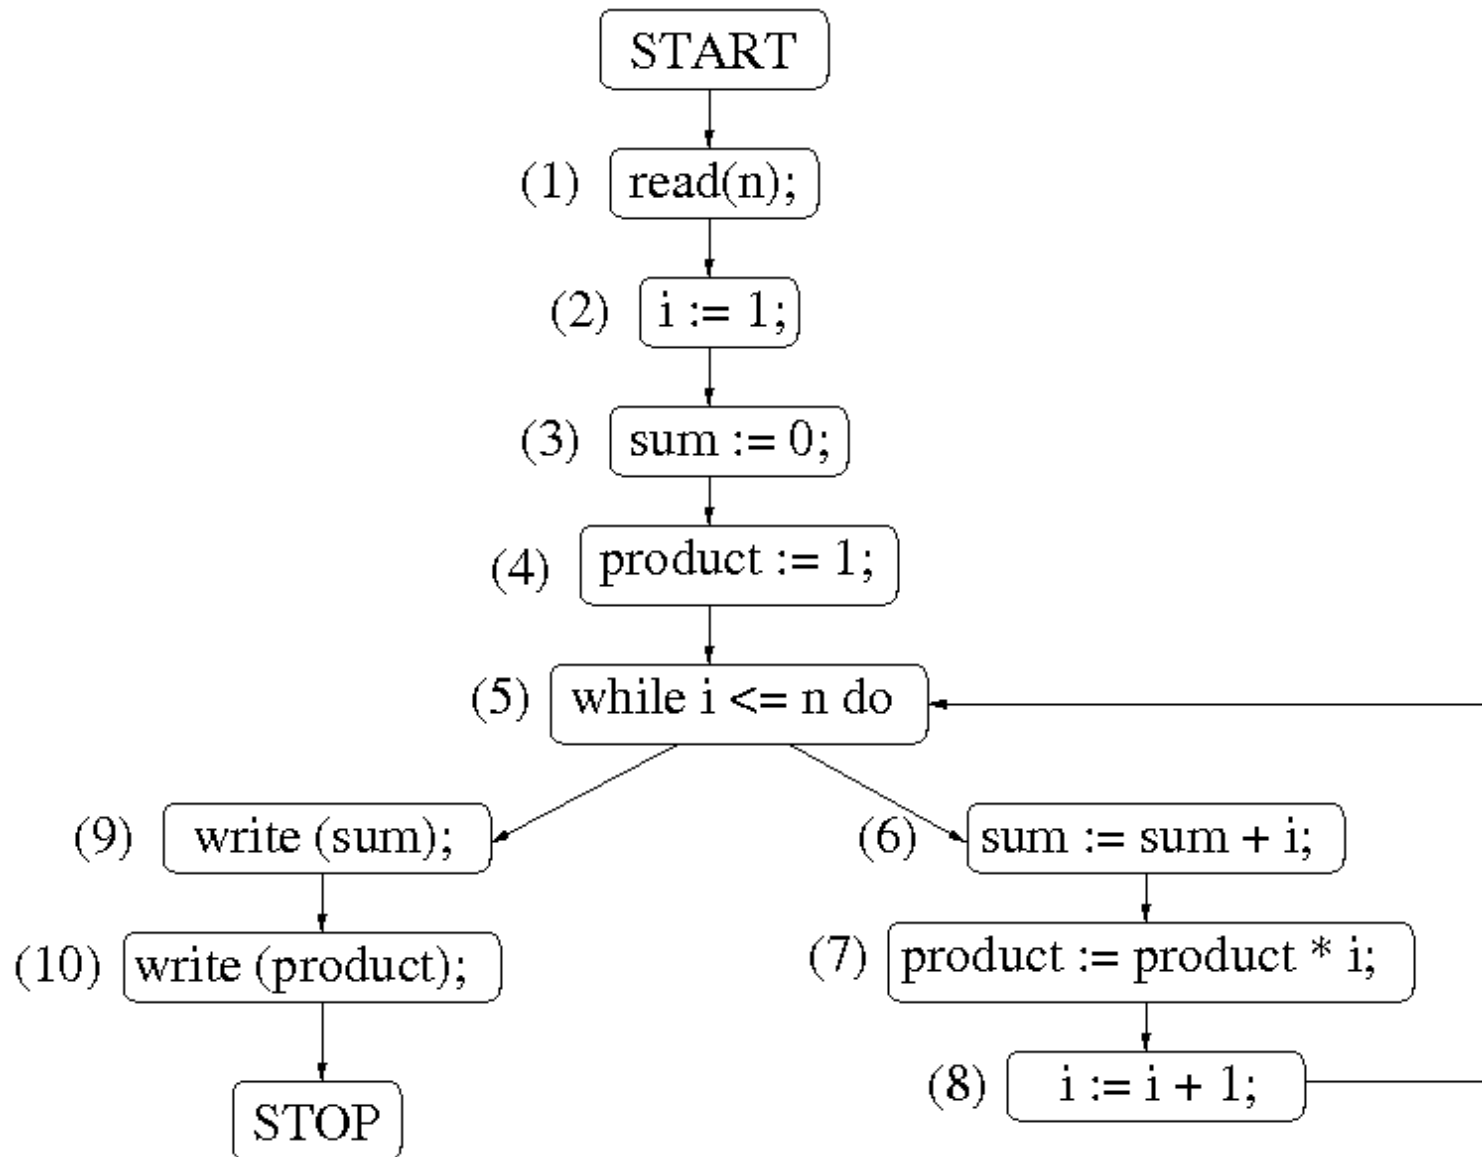 START
(1) read(n);
(2) i := 1;
(3) sum := 0;
(4) product := 1;
(5) while i <= n do
(9) write (sum);
(6) sum := sum + i;
(10) write (product);
(7) product := product * i;
(8) i := i + 1;
STOP